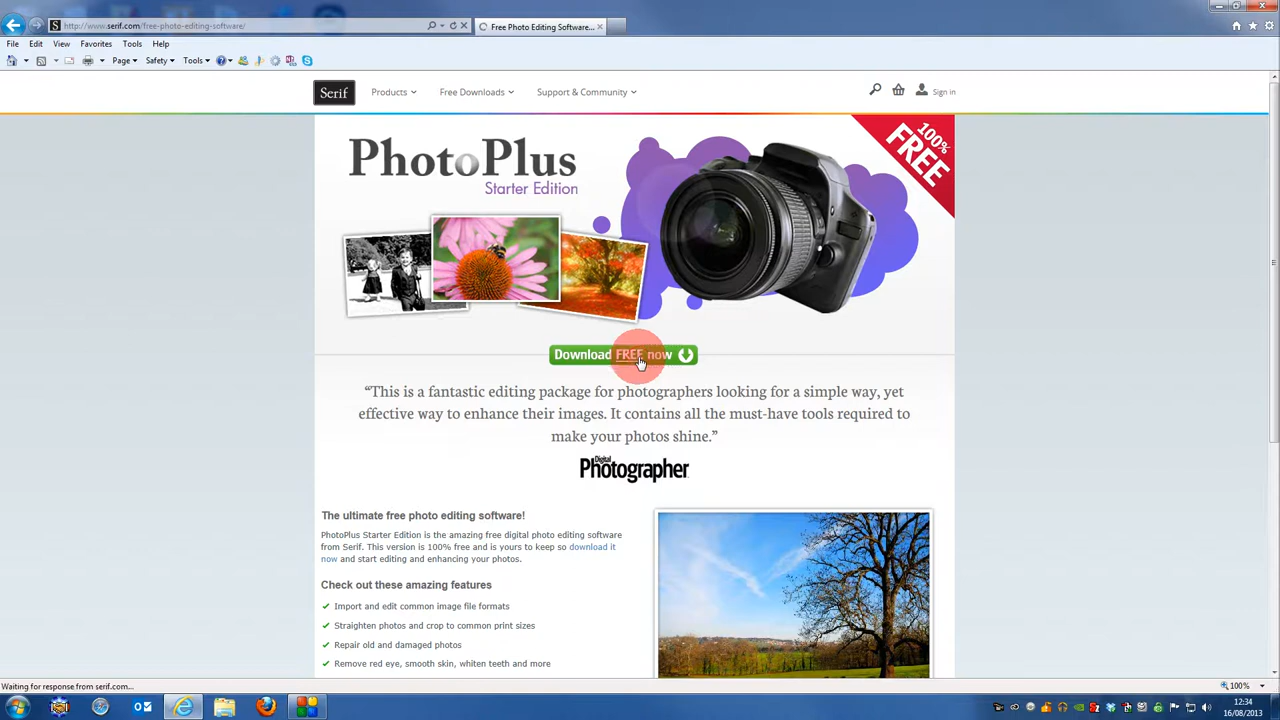 http://www.serif.com/free-photo-editing-software/
Free Photo Editing Software...
File Edit View Favorites Tools Help
Page Safety Tools
Serif
Products
Free Downloads
Support & Community
Sign in
100%
FREE
PhotoPlus
Starter Edition
Download FREE now
“This is a fantastic editing package for photographers looking for a simple way, yet
effective way to enhance their images. It contains all the must-have tools required to
make your photos shine.”
Digital
Photographer
The ultimate free photo editing software!
PhotoPlus Starter Edition is the amazing free digital photo editing software
from Serif. This version is 100% free and is yours to keep so download it
now and start editing and enhancing your photos.
Check out these amazing features
Import and edit common image file formats
Straighten photos and crop to common print sizes
Repair old and damaged photos
Remove red eye, smooth skin, whiten teeth and more
Waiting for response from serif.com...
100%
12:34
16/08/2013